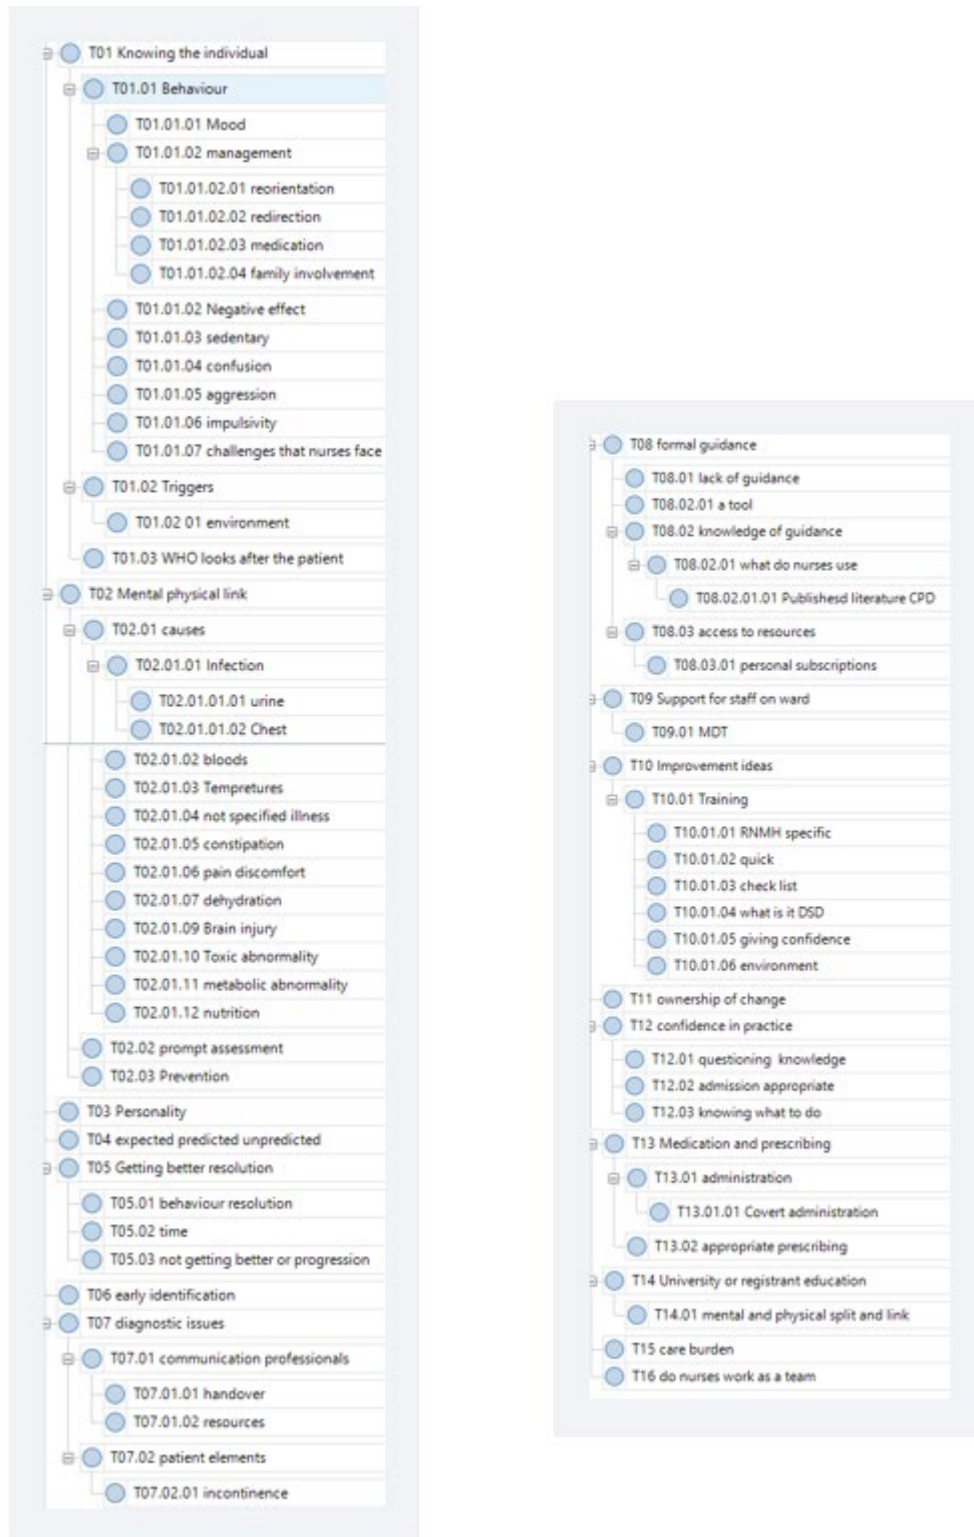 T01 Knowing the individual
T01.01 Behaviour
T01.01.01 Mood
T01.01.02 management
T01.01.02.01 reorientation
T01.01.02.02 redirection
T01.01.02.03 medication
T01.01.02.04 family involvement
T01.01.02 Negative effect
T01.01.03 sedentary
T01.01.04 confusion
T01.01.05 aggression
T01.01.06 impulsivity
T01.01.07 challenges that nurses face
T01.02 Triggers
T01.02 01 environment
T01.03 WHO looks after the patient
T02 Mental physical link
T02.01 causes
T02.01.01 Infection
T02.01.01.01 urine
T02.01.01.02 Chest
T02.01.02 bloods
T02.01.03 Tempretures
T02.01.04 not specified illness
T02.01.05 constipation
T02.01.06 pain discomfort
T02.01.07 dehydration
T02.01.09 Brain injury
T02.01.10 Toxic abnormality
T02.01.11 metabolic abnormality
T02.01.12 nutrition
T02.02 prompt assessment
T02.03 Prevention
T03 Personality
T04 expected predicted unpredicted
T05 Getting better resolution
T05.01 behaviour resolution
T05.02 time
T05.03 not getting better or progression
T06 early identification
T07 diagnostic issues
T07.01 communication professionals
T07.01.01 handover
T07.01.02 resources
T07.02 patient elements
T07.02.01 incontinence
T08 formal guidance
T08.01 lack of guidance
T08.02.01 a tool
T08.02 knowledge of guidance
T08.02.01 what do nurses use
T08.02.01.01 Publishesd literature CPD
T08.03 access to resources
T08.03.01 personal subscriptions
T09 Support for staff on ward
T09.01 MDT
T10 Improvement ideas
T10.01 Training
T10.01.01 RNMH specific
T10.01.02 quick
T10.01.03 check list
T10.01.04 what is it DSD
T10.01.05 giving confidence
T10.01.06 environment
T11 ownership of change
T12 confidence in practice
T12.01 questioning knowledge
T12.02 admission appropriate
T12.03 knowing what to do
T13 Medication and prescribing
T13.01 administration
T13.01.01 Covert administration
T13.02 appropriate prescribing
T14 University or registrant education
T14.01 mental and physical split and link
T15 care burden
T16 do nurses work as a team